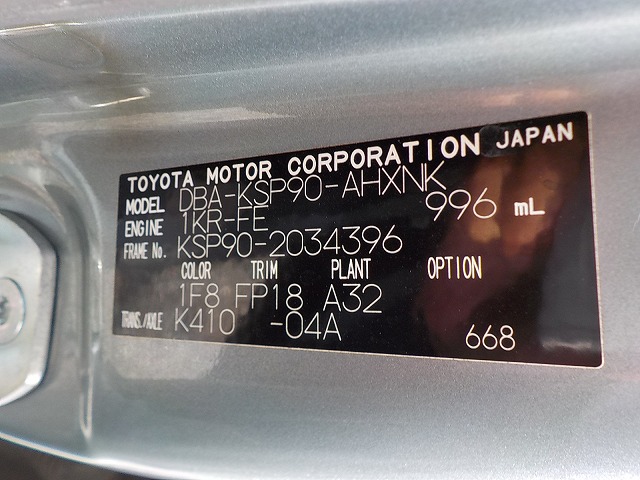 TOYOTA MOTOR CORPORATION JAPAN
MODEL DBA-KSP90-AHXNK
ENGINE 1KR-FE 996 mL
FRAME No. KSP90-2034396
COLOR TRIM PLANT OPTION
1F8 FP18 A32
TRANS./AXLE K410 -04A
668